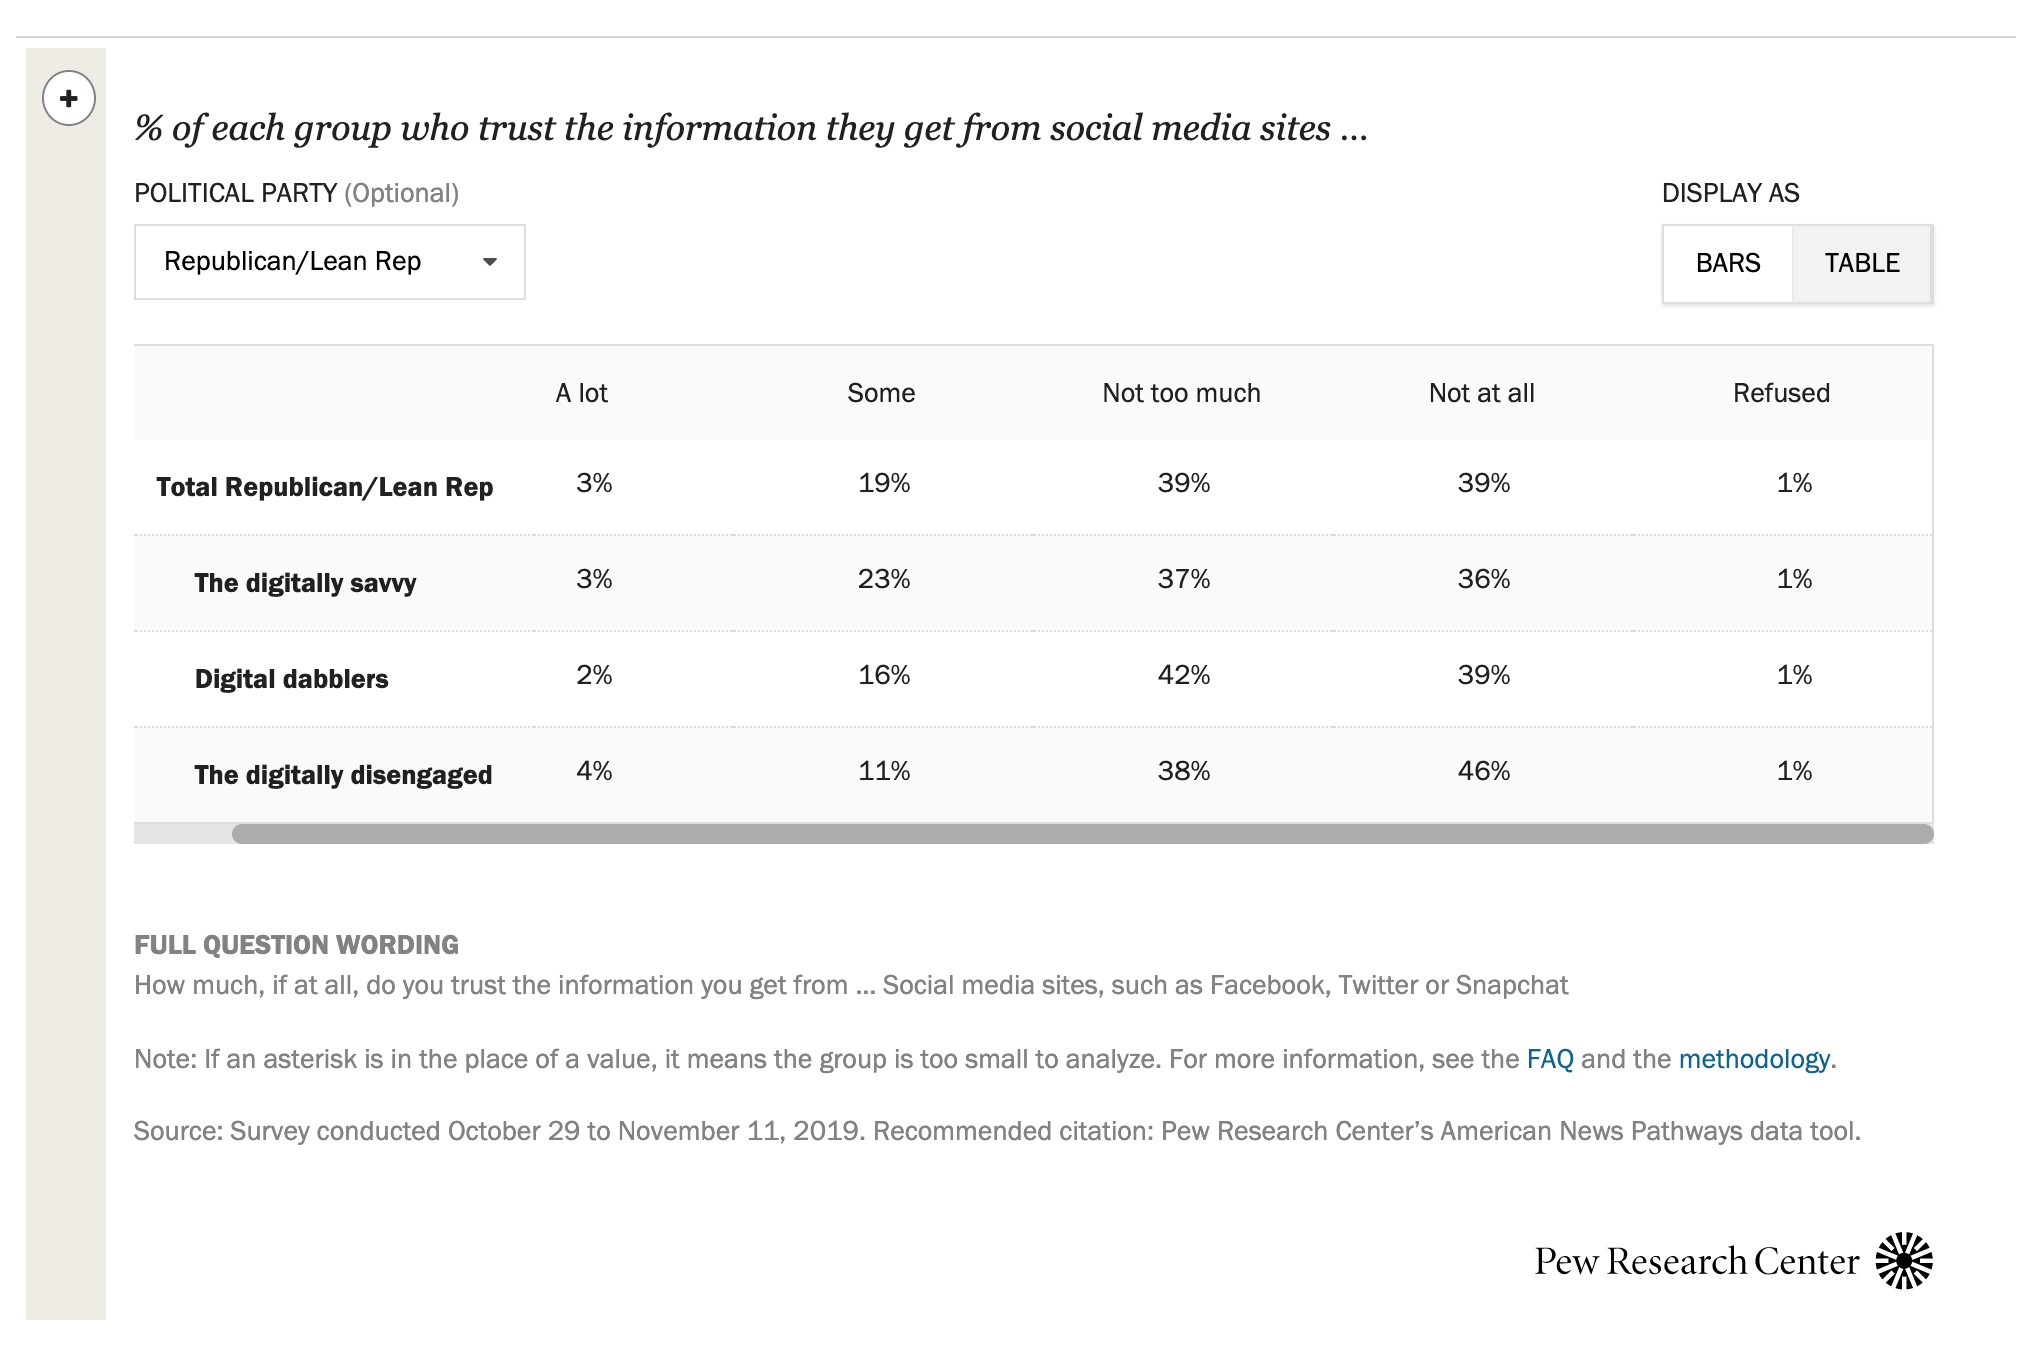 +
% of each group who trust the information they get from social media sites ...
POLITICAL PARTY (Optional)
DISPLAY AS
Republican/Lean Rep
BARS TABLE
A lot Some Not too much Not at all Refused
Total Republican/Lean Rep 3% 19% 39% 39% 1%
The digitally savvy 3% 23% 37% 36% 1%
Digital dabblers 2% 16% 42% 39% 1%
The digitally disengaged 4% 11% 38% 46% 1%
FULL QUESTION WORDING
How much, if at all, do you trust the information you get from ... Social media sites, such as Facebook, Twitter or Snapchat
Note: If an asterisk is in the place of a value, it means the group is too small to analyze. For more information, see the FAQ and the methodology.
Source: Survey conducted October 29 to November 11, 2019. Recommended citation: Pew Research Center’s American News Pathways data tool.
Pew Research Center